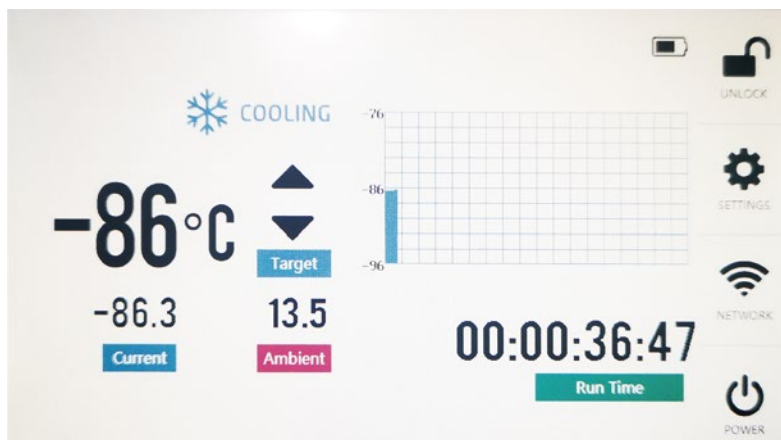 COOLING
-86°C
Target
-86.3
13.5
Current
Ambient
-76
-86
-96
00:00:36:47
Run Time
UNLOCK
SETTINGS
NETWORK
POWER